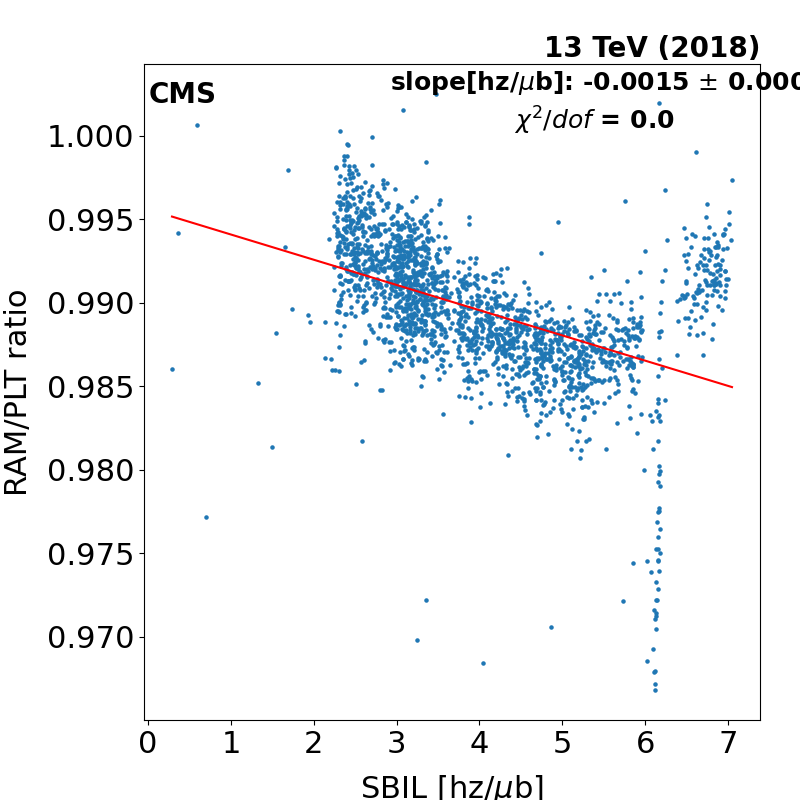 13 TeV (2018)
CMS
slope[hz/μb]: -0.0015 ± 0.000
χ²/dof = 0.0
RAM/PLT ratio
1.000
0.995
0.990
0.985
0.980
0.975
0.970
0 1 2 3 4 5 6 7
SBIL [hz/μb]